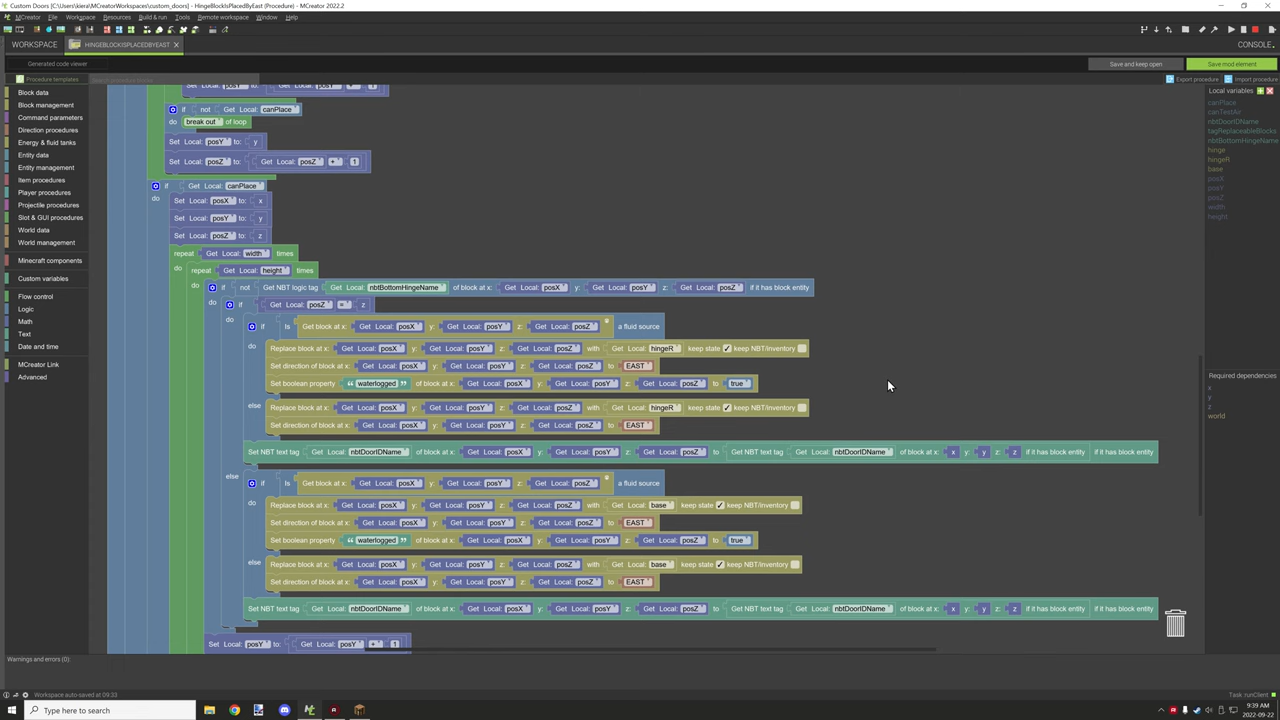 Custom Doors [C:\Users\kiera\MCreatorWorkspaces\custom_doors] - HingeBlockIsPlacedByEast (Procedure) - MCreator 2022.2
MCreator File Workspace Resources Build & run Tools Remote workspace Window Help
WORKSPACE HINGEBLOCKISPLACEDBYEAST CONSOLE
Generated code viewer Save and keep open Save mod element
Procedure templates Search procedure blocks Export procedure Import procedure
Block data
Block management
Command parameters
Direction procedures
Energy & fluid tanks
Entity data
Entity management
Item procedures
Player procedures
Projectile procedures
Slot & GUI procedures
World data
World management
Minecraft components
Custom variables
Flow control
Logic
Math
Text
Date and time
MCreator Link
Advanced
Set Local: posY to: Get Local: posY + 1
if not Get Local: canPlace
do break out of loop
Set Local: posY to: y
Set Local: posZ to: Get Local: posZ + 1
if Get Local: canPlace
do Set Local: posX to: x
Set Local: posY to: y
Set Local: posZ to: z
repeat Get Local: width times
do repeat Get Local: height times
do if not Get NBT logic tag Get Local: nbtBottomHingeName of block at x: Get Local: posX y: Get Local: posY z: Get Local: posZ if it has block entity
do if Get Local: posZ = z
do if Is Get block at x: Get Local: posX y: Get Local: posY z: Get Local: posZ a fluid source
do Replace block at x: Get Local: posX y: Get Local: posY z: Get Local: posZ with Get Local: hingeR keep state keep NBT/inventory
Set direction of block at x: Get Local: posX y: Get Local: posY z: Get Local: posZ to EAST
Set boolean property “ waterlogged ” of block at x: Get Local: posX y: Get Local: posY z: Get Local: posZ to true
else Replace block at x: Get Local: posX y: Get Local: posY z: Get Local: posZ with Get Local: hingeR keep state keep NBT/inventory
Set direction of block at x: Get Local: posX y: Get Local: posY z: Get Local: posZ to EAST
Set NBT text tag Get Local: nbtDoorIDName of block at x: Get Local: posX y: Get Local: posY z: Get Local: posZ to Get NBT text tag Get Local: nbtDoorIDName of block at x: x y: y z: z if it has block entity if it has block entity
else if Is Get block at x: Get Local: posX y: Get Local: posY z: Get Local: posZ a fluid source
do Replace block at x: Get Local: posX y: Get Local: posY z: Get Local: posZ with Get Local: base keep state keep NBT/inventory
Set direction of block at x: Get Local: posX y: Get Local: posY z: Get Local: posZ to EAST
Set boolean property “ waterlogged ” of block at x: Get Local: posX y: Get Local: posY z: Get Local: posZ to true
else Replace block at x: Get Local: posX y: Get Local: posY z: Get Local: posZ with Get Local: base keep state keep NBT/inventory
Set direction of block at x: Get Local: posX y: Get Local: posY z: Get Local: posZ to EAST
Set NBT text tag Get Local: nbtDoorIDName of block at x: Get Local: posX y: Get Local: posY z: Get Local: posZ to Get NBT text tag Get Local: nbtDoorIDName of block at x: x y: y z: z if it has block entity if it has block entity
Set Local: posY to: Get Local: posY + 1
Local variables
canPlace
canTestAir
nbtDoorIDName
tagReplaceableBlocks
nbtBottomHingeName
hinge
hingeR
base
posX
posY
posZ
width
height
Required dependencies
x
y
z
world
Warnings and errors (0):
Workspace auto-saved at 09:33 Task :runClient
Type here to search
9:39 AM
2022-09-22